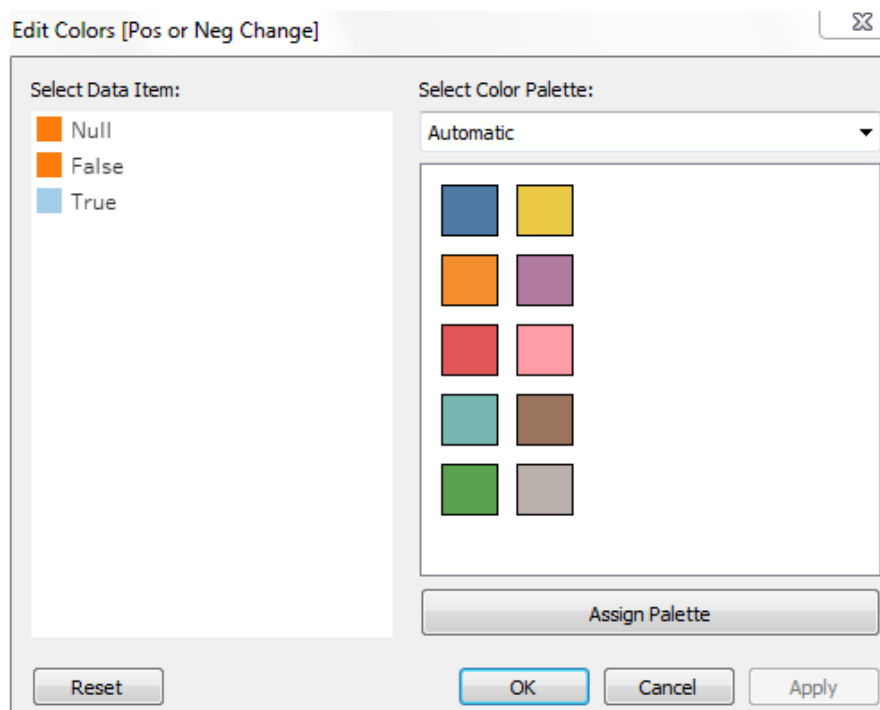 Edit Colors [Pos or Neg Change]
Select Data Item:
Null
False
True
Select Color Palette:
Automatic
Assign Palette
Reset
OK
Cancel
Apply